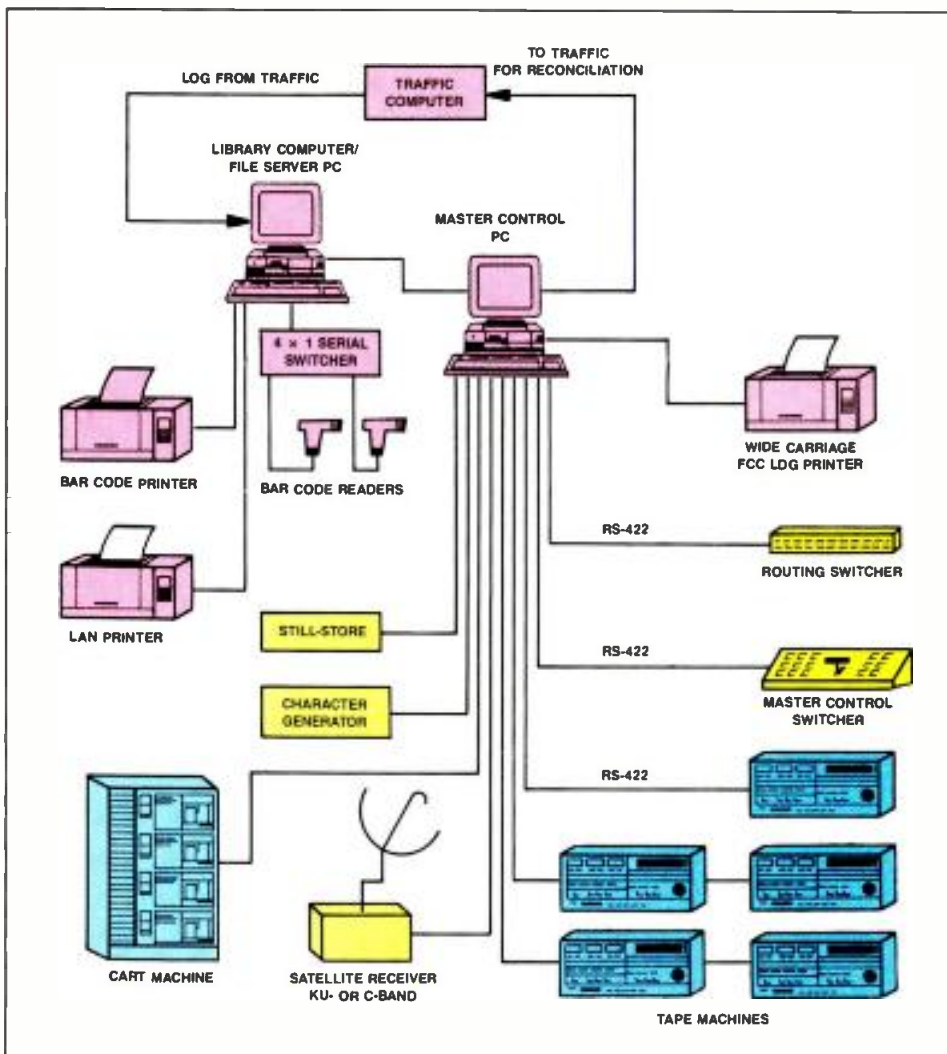 TO TRAFFIC
FOR RECONCILIATION
LOG FROM TRAFFIC
TRAFFIC
COMPUTER
LIBRARY COMPUTER/
FILE SERVER PC
MASTER CONTROL
PC
4 × 1 SERIAL
SWITCHER
BAR CODE PRINTER
BAR CODE READERS
WIDE CARRIAGE
FCC LOG PRINTER
RS-422
ROUTING SWITCHER
LAN PRINTER
STILL-STORE
RS-422
MASTER CONTROL
SWITCHER
CHARACTER
GENERATOR
RS-422
CART MACHINE
SATELLITE RECEIVER
KU- OR C-BAND
TAPE MACHINES